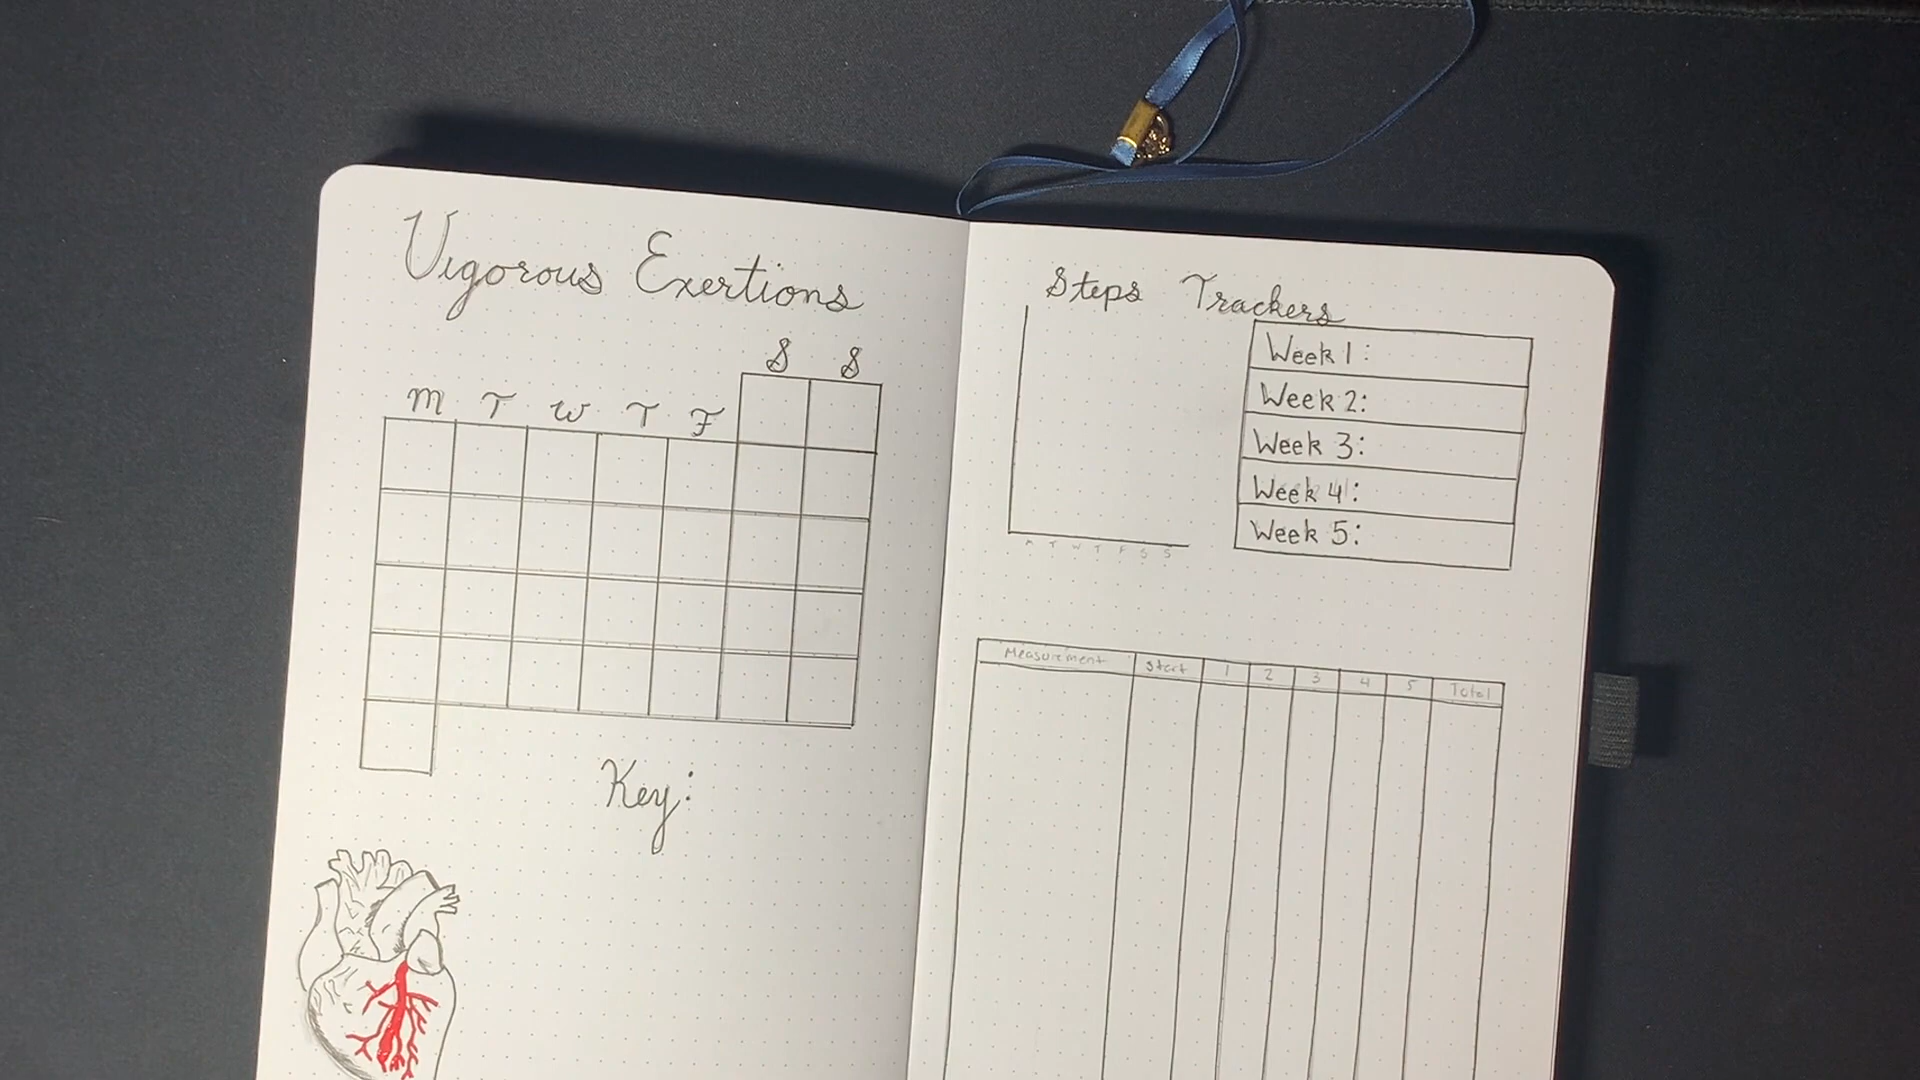 Vigorous Exertions
S S
M T W T F
Key:
Steps Trackers
Week 1:
Week 2:
Week 3:
Week 4:
Week 5:
M T W T F S S
Measurement Start 1 2 3 4 5 Total